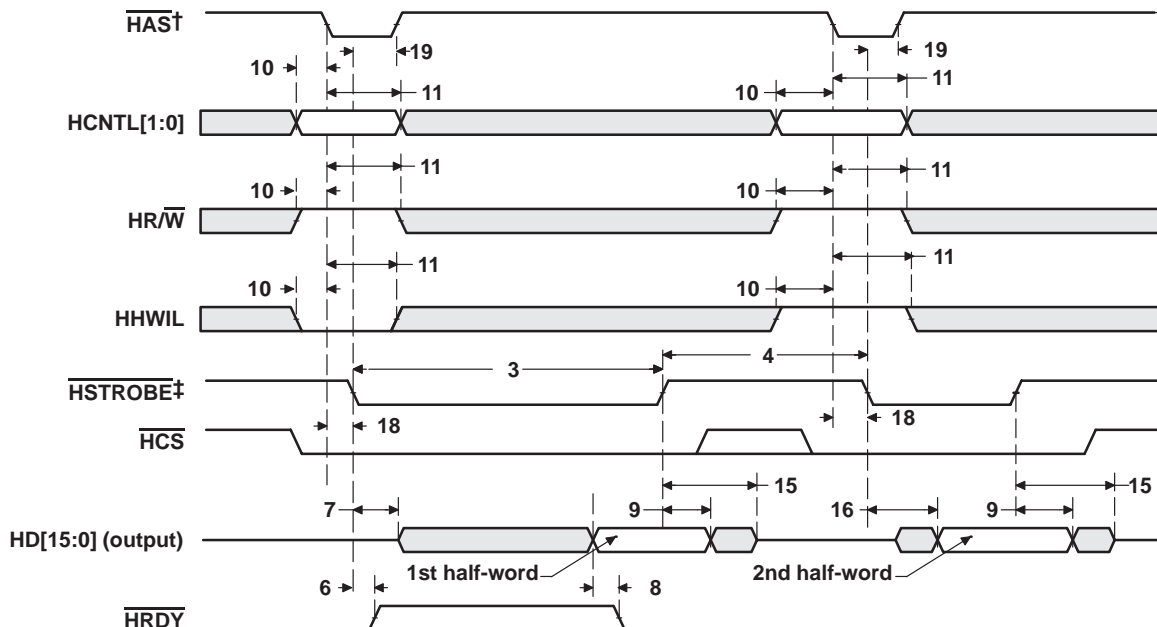 HAS†
19
19
10
11
11
10
HCNTL[1:0]
11
11
10
10
HR/W
11
11
10
10
HHWIL
3
4
HSTROBE‡
18
18
HCS
15
15
7
9
16
9
HD[15:0] (output)
1st half-word
2nd half-word
6
8
HRDY